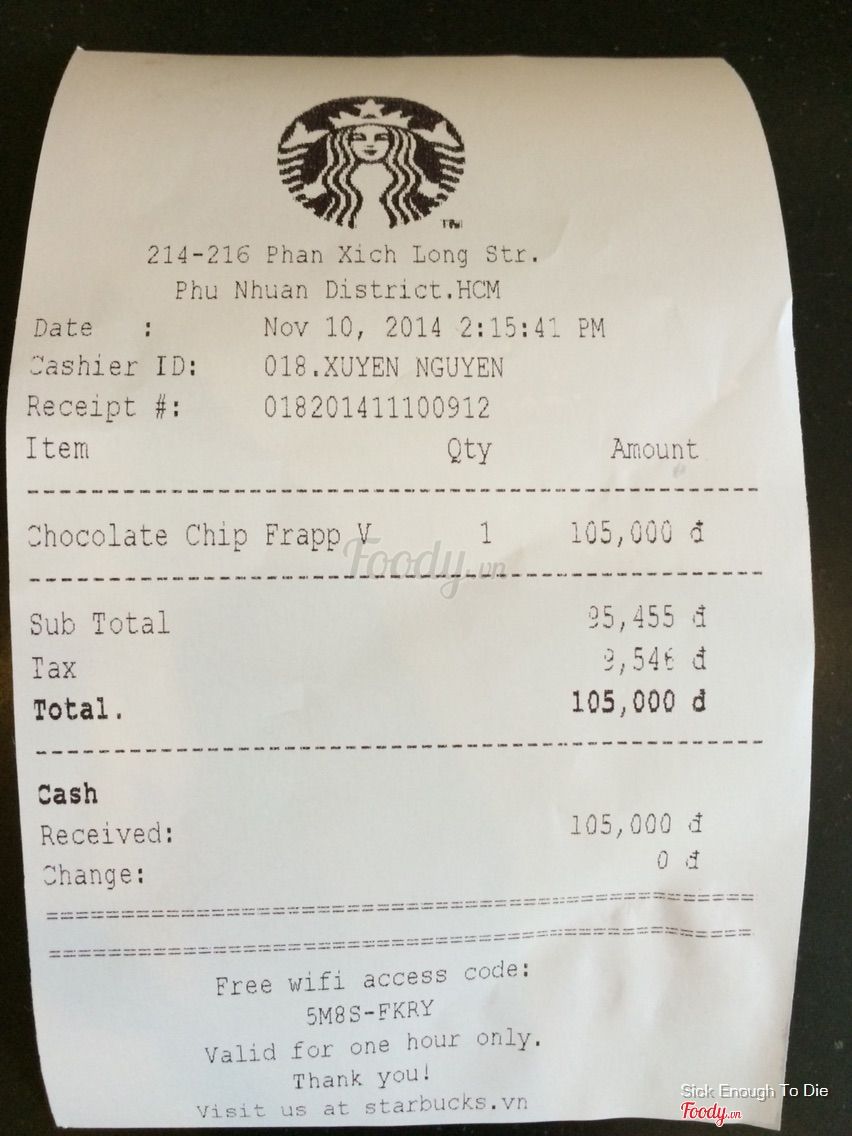 TM
214-216 Phan Xich Long Str.
Phu Nhuan District.HCM
Date : Nov 10, 2014 2:15:41 PM
Cashier ID: 018.XUYEN NGUYEN
Receipt #: 018201411100912
Item Qty Amount
Chocolate Chip Frapp V 1 105,000 đ
Foody.vn
Sub Total 95,455 đ
Tax 9,546 đ
Total. 105,000 đ
Cash
Received: 105,000 đ
Change: 0 đ
Free wifi access code:
5M8S-FKRY
Valid for one hour only.
Thank you!
Visit us at starbucks.vn
Sick Enough To Die
Foody.vn